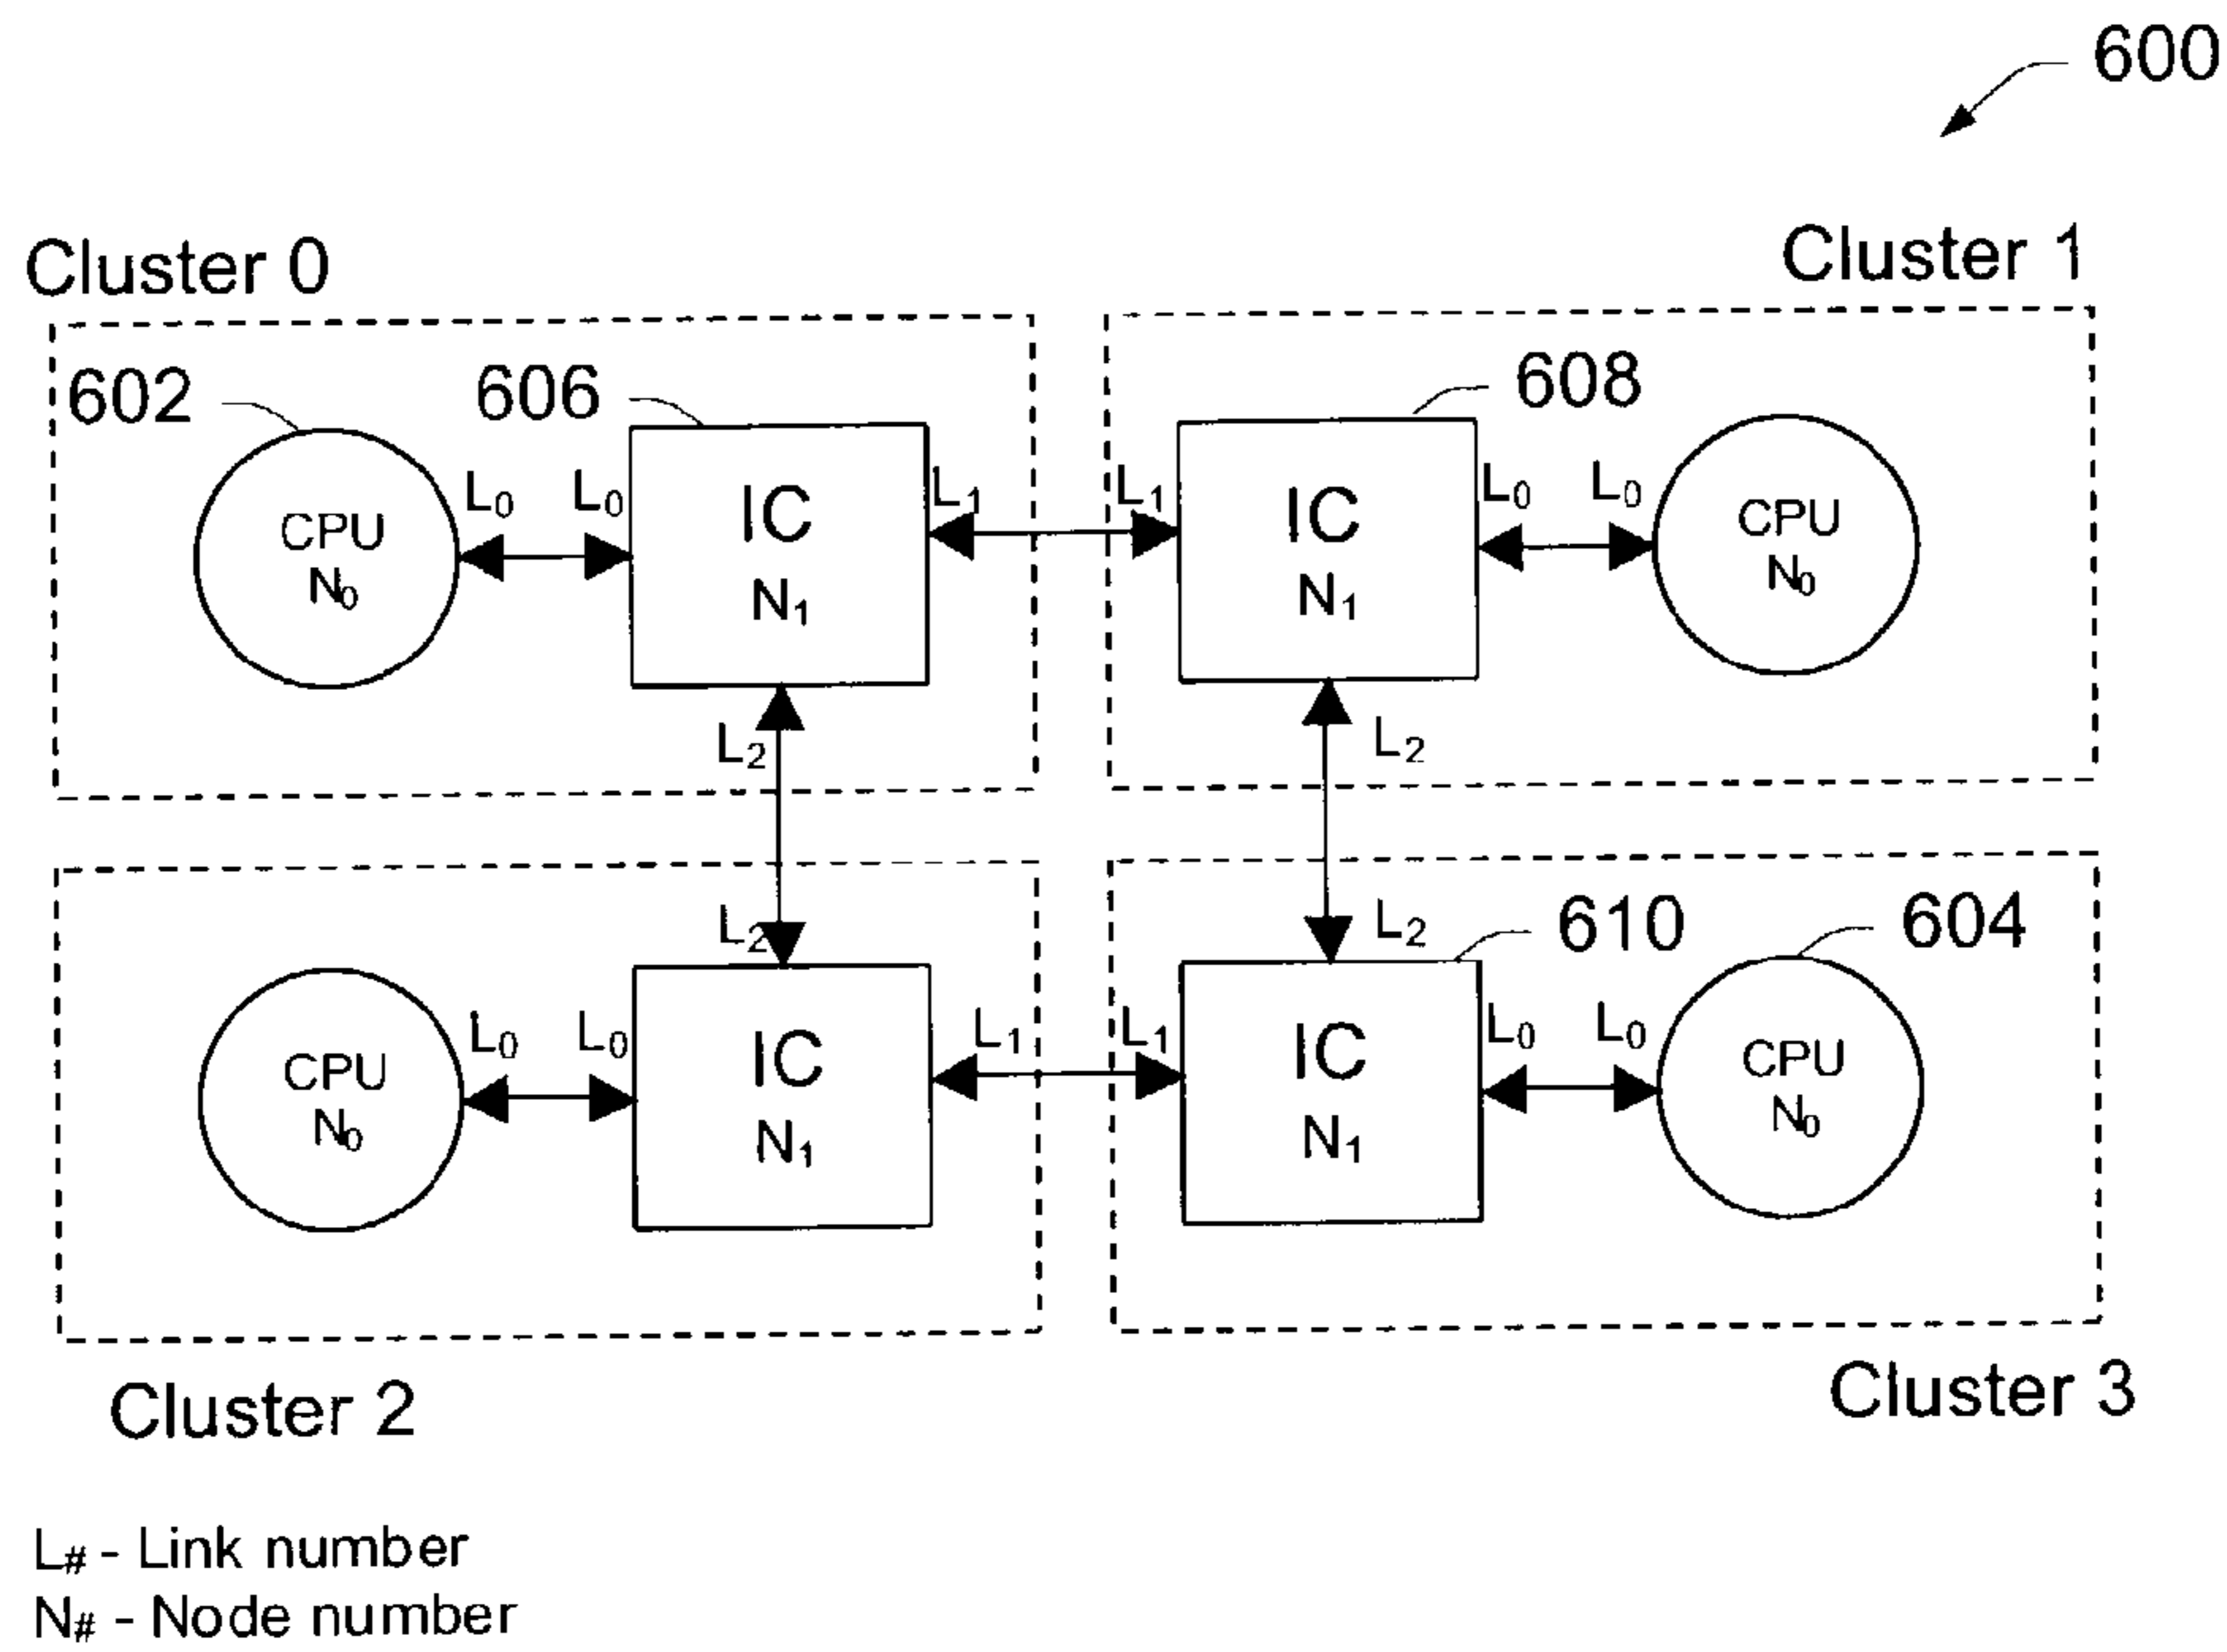 600
Cluster 0
Cluster 1
602
606
608
CPU
N₀
L₀
L₀
IC
N₁
L₁
L₁
IC
N₁
L₀
L₀
CPU
N₀
L₂
L₂
L₂
L₂
610
604
CPU
N₀
L₀
L₀
IC
N₁
L₁
L₁
IC
N₁
L₀
L₀
CPU
N₀
Cluster 2
Cluster 3
L# - Link number
N# - Node number